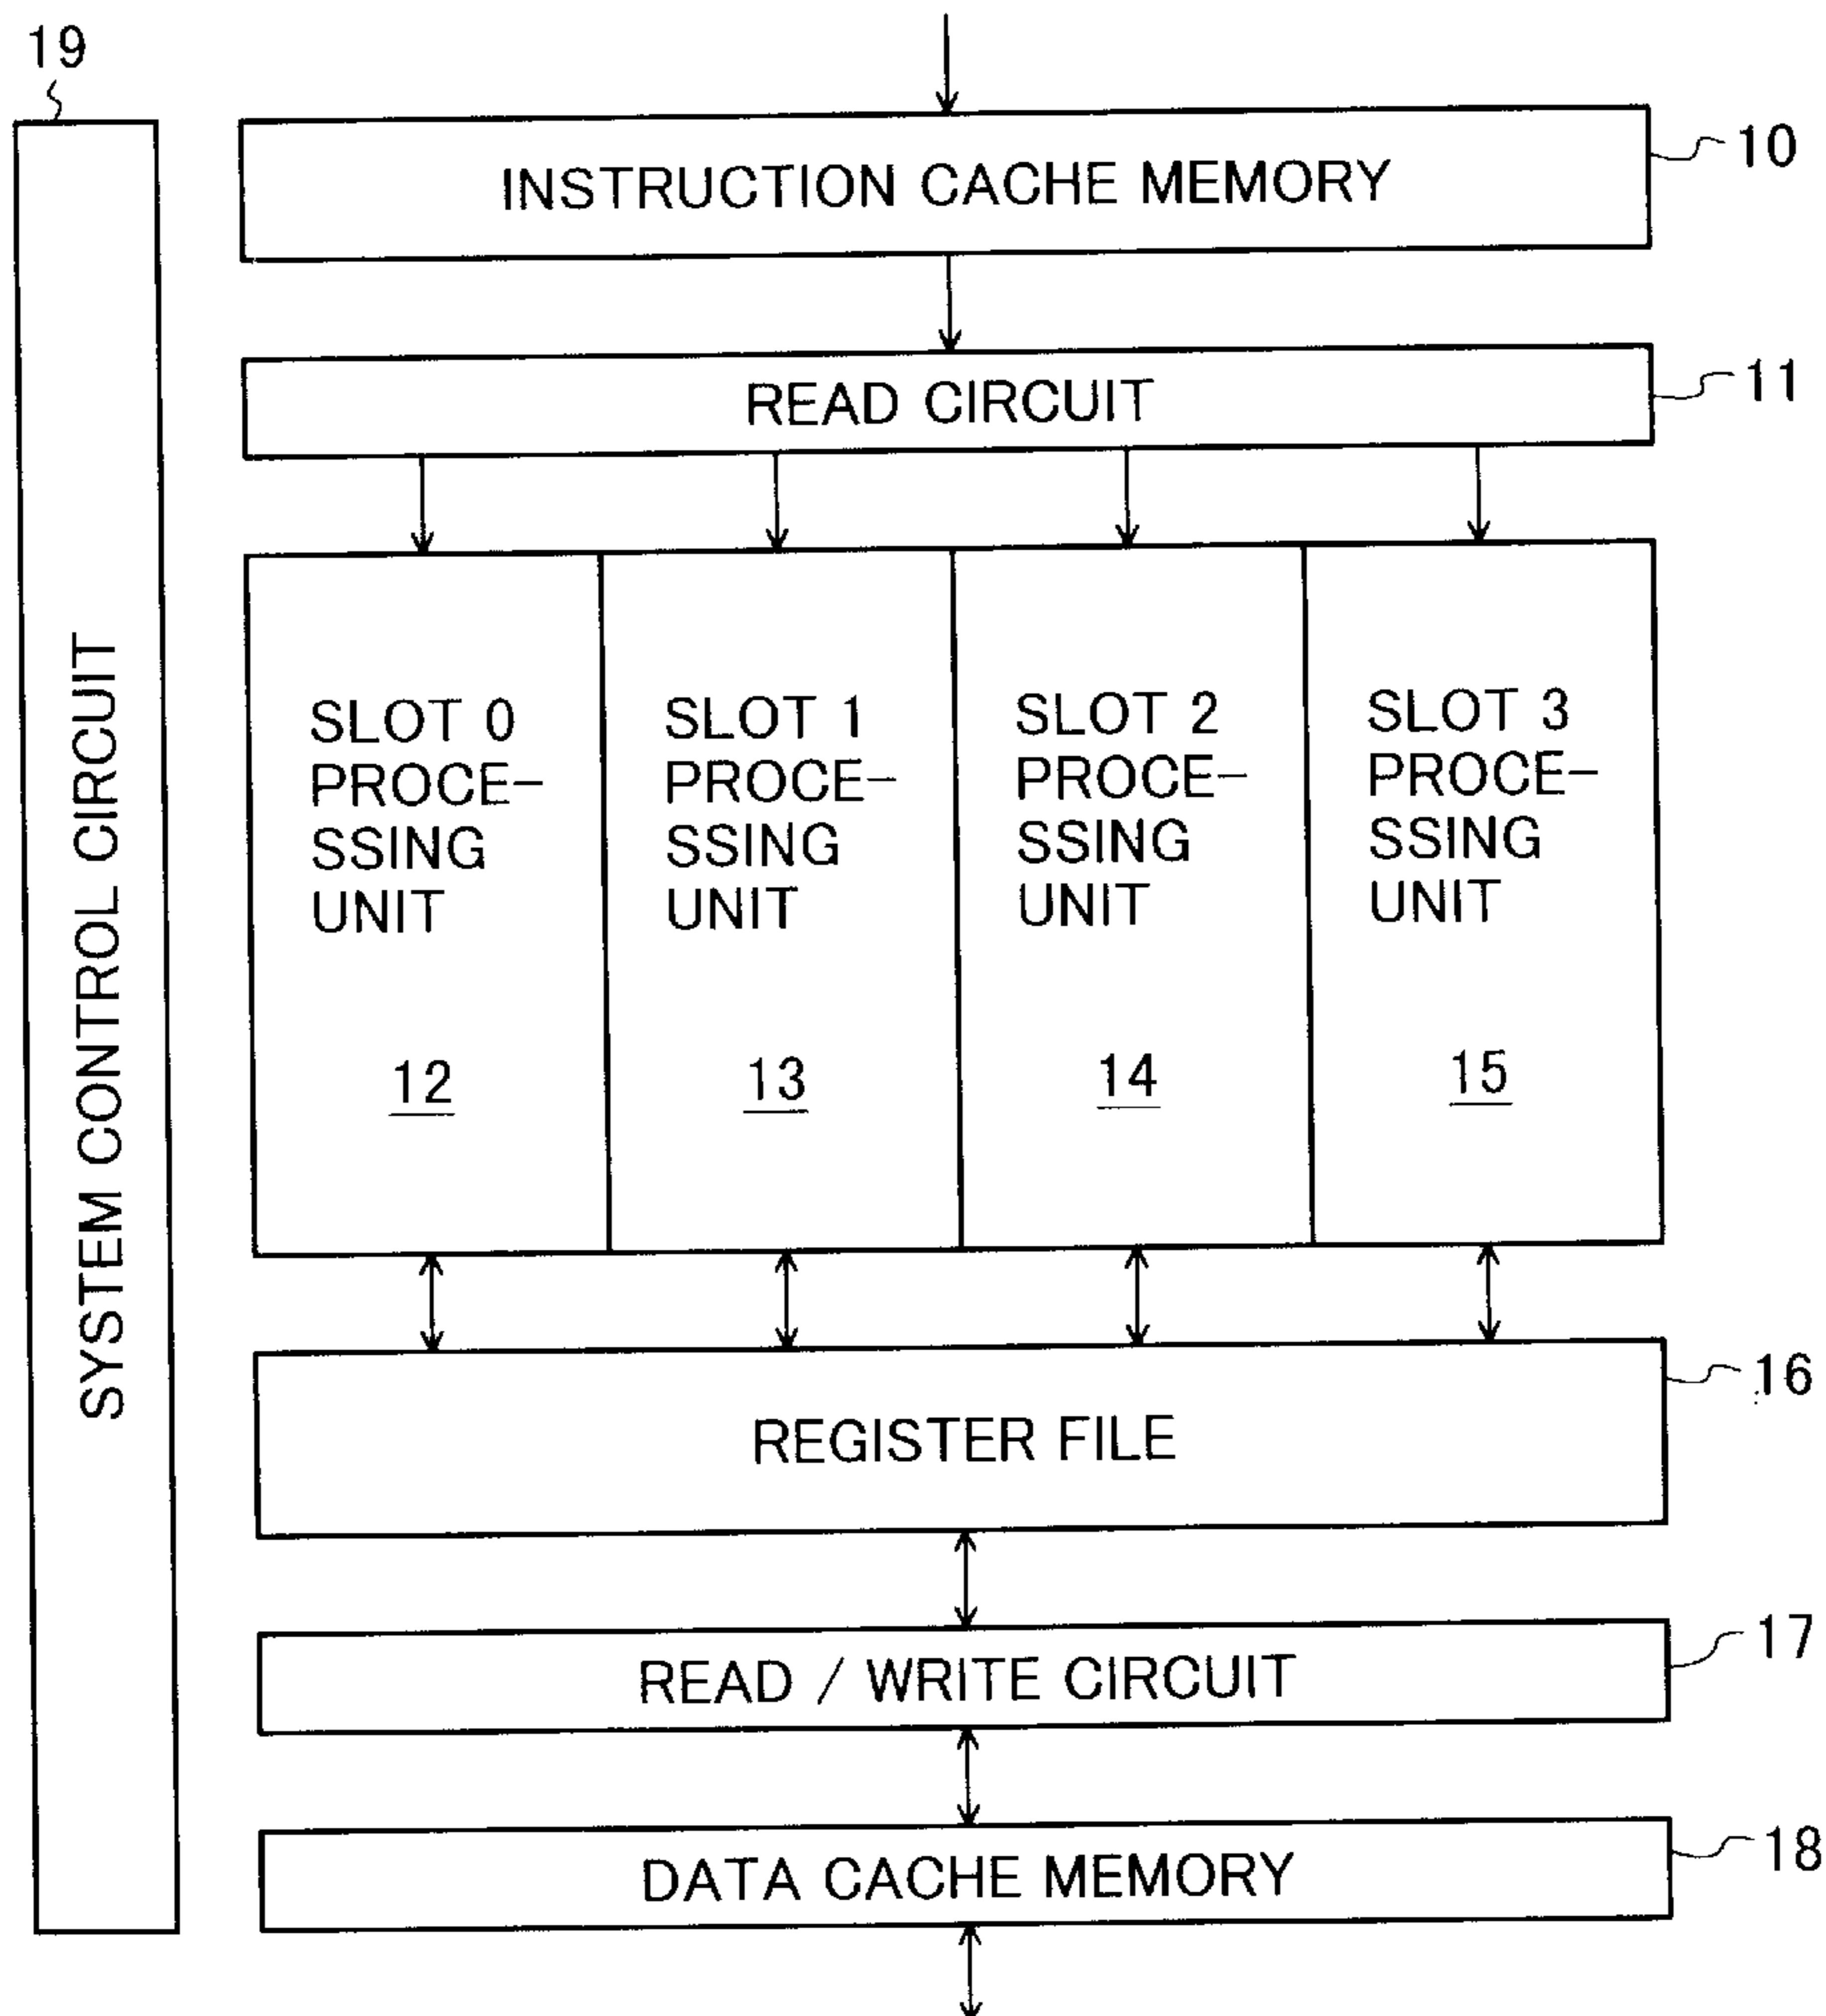 19
INSTRUCTION CACHE MEMORY
10
READ CIRCUIT
11
SYSTEM CONTROL CIRCUIT
SLOT 0
PROCE-
SSING
UNIT
12
SLOT 1
PROCE-
SSING
UNIT
13
SLOT 2
PROCE-
SSING
UNIT
14
SLOT 3
PROCE-
SSING
UNIT
15
REGISTER FILE
16
READ / WRITE CIRCUIT
17
DATA CACHE MEMORY
18